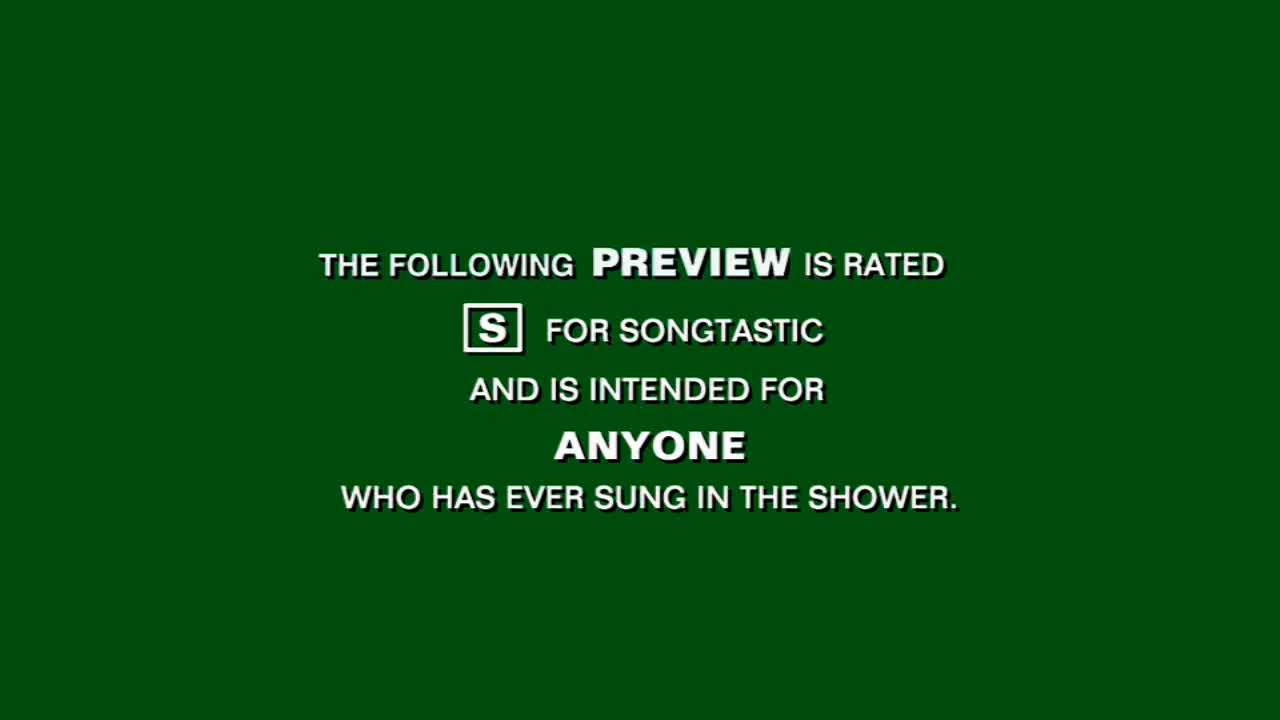 THE FOLLOWING PREVIEW IS RATED
S FOR SONGTASTIC
AND IS INTENDED FOR
ANYONE
WHO HAS EVER SUNG IN THE SHOWER.